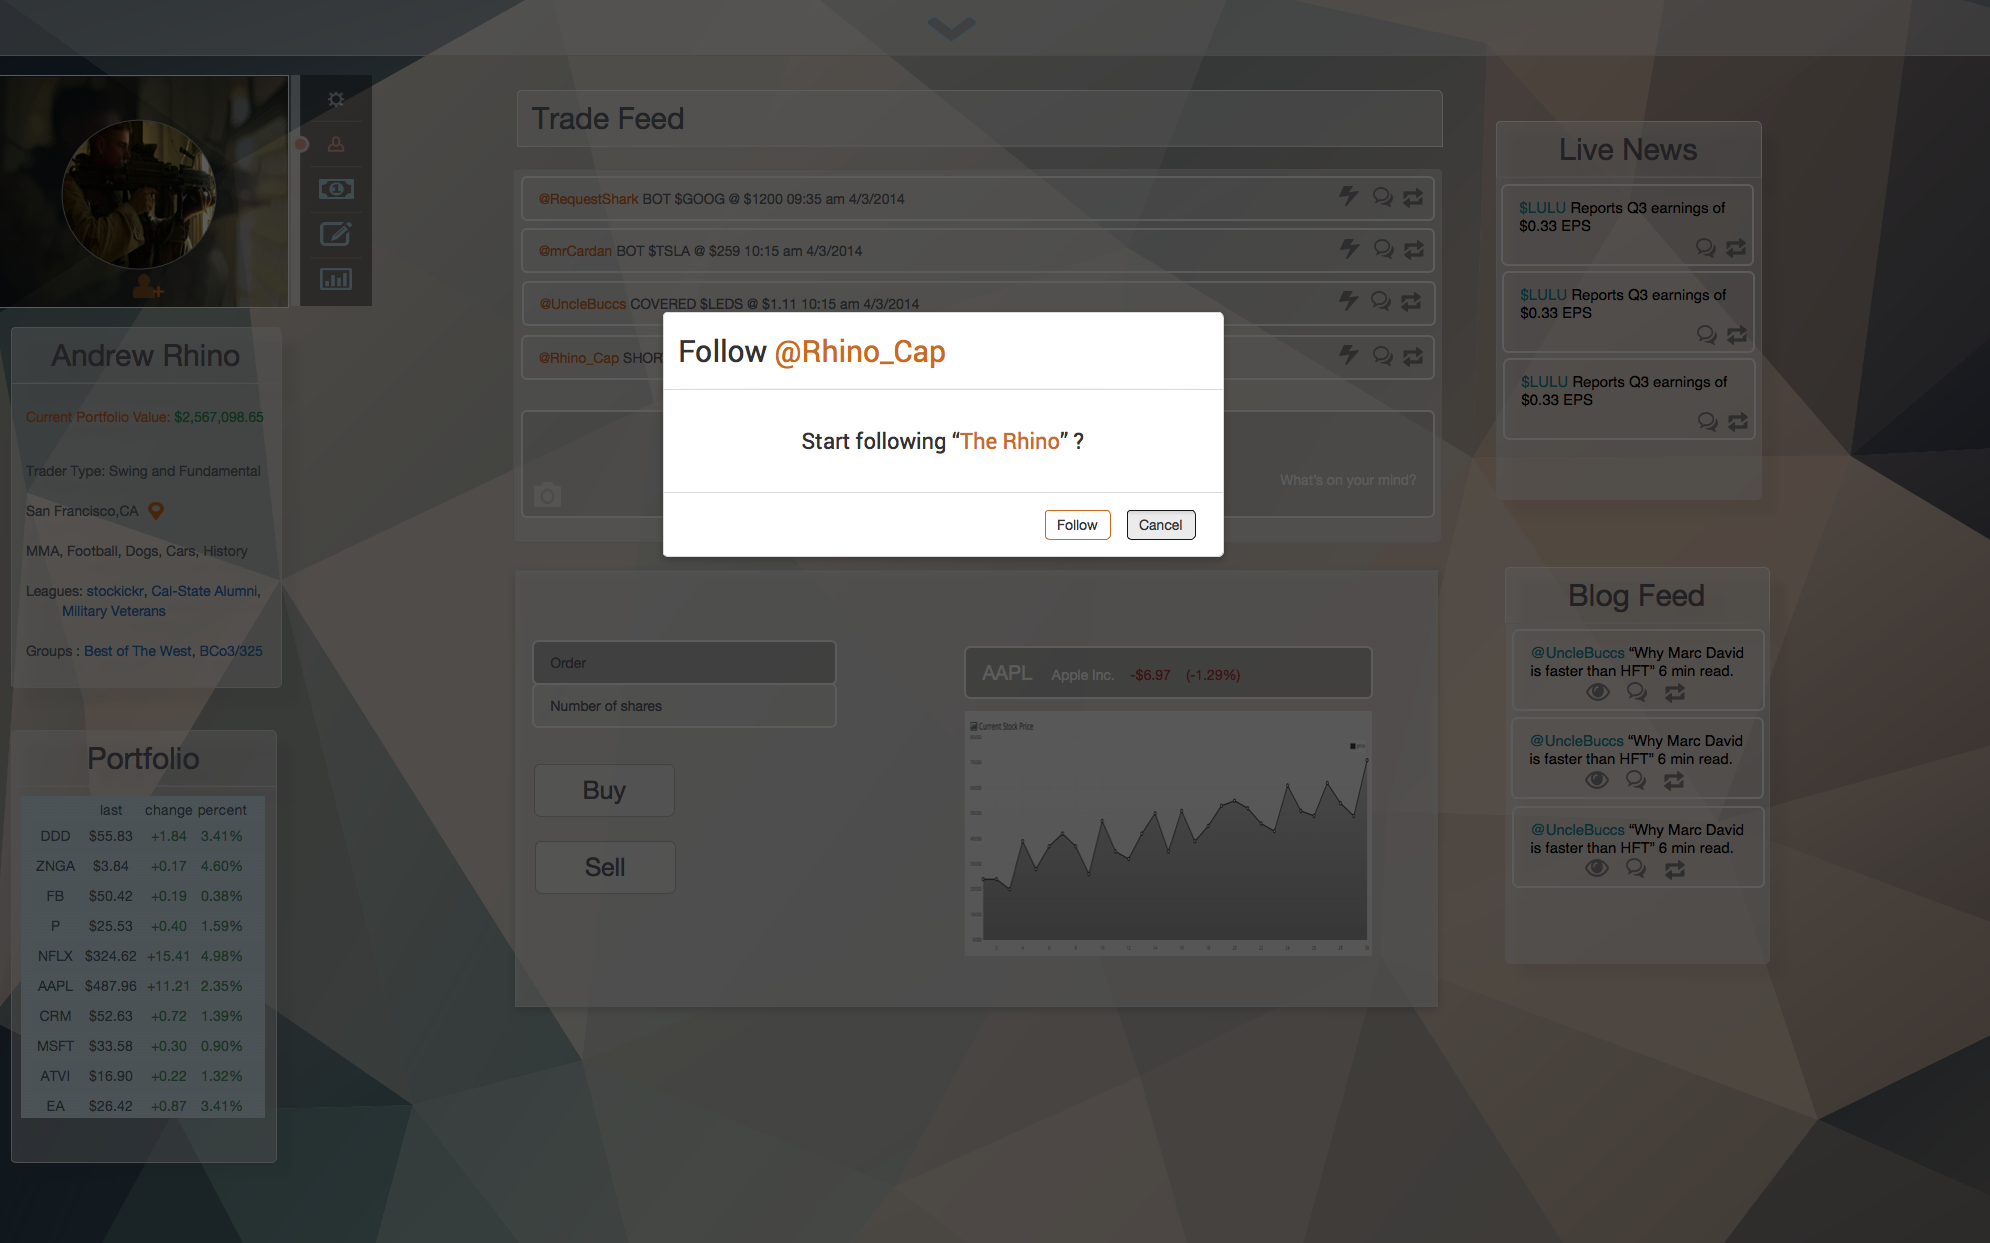 Trade Feed
@RequestShark BOT $GOOG @ $1200 09:35 am 4/3/2014
@mrCardan BOT $TSLA @ $259 10:15 am 4/3/2014
@UncleBuccs COVERED $LEDS @ $1.11 10:15 am 4/3/2014
@Rhino_Cap SHOR
What's on your mind?
Follow @Rhino_Cap
Start following “The Rhino” ?
Follow
Cancel
Andrew Rhino
Current Portfolio Value: $2,567,098.65
Trader Type: Swing and Fundamental
San Francisco,CA
MMA, Football, Dogs, Cars, History
Leagues: stockickr, Cal-State Alumni,
Military Veterans
Groups : Best of The West, BCo3/325
Portfolio
last change percent
DDD $55.83 +1.84 3.41%
ZNGA $3.84 +0.17 4.60%
FB $50.42 +0.19 0.38%
P $25.53 +0.40 1.59%
NFLX $324.62 +15.41 4.98%
AAPL $487.96 +11.21 2.35%
CRM $52.63 +0.72 1.39%
MSFT $33.58 +0.30 0.90%
ATVI $16.90 +0.22 1.32%
EA $26.42 +0.87 3.41%
Order
Number of shares
Buy
Sell
AAPL Apple Inc. -$6.97 (-1.29%)
Current Stock Price
Live News
$LULU Reports Q3 earnings of
$0.33 EPS
$LULU Reports Q3 earnings of
$0.33 EPS
$LULU Reports Q3 earnings of
$0.33 EPS
Blog Feed
@UncleBuccs “Why Marc David
is faster than HFT” 6 min read.
@UncleBuccs “Why Marc David
is faster than HFT” 6 min read.
@UncleBuccs “Why Marc David
is faster than HFT” 6 min read.